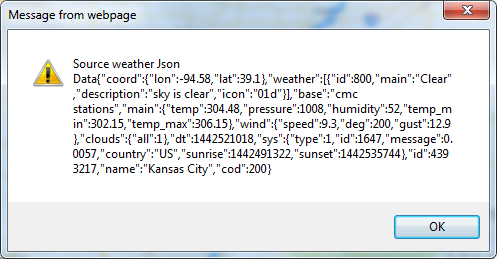 Message from webpage
Source weather Json
Data{"coord":{"lon":-94.58,"lat":39.1},"weather":[{"id":800,"main":"Clear"
,"description":"sky is clear","icon":"01d"}],"base":"cmc
stations","main":{"temp":304.48,"pressure":1008,"humidity":52,"temp_m
in":302.15,"temp_max":306.15},"wind":{"speed":9.3,"deg":200,"gust":12.9
},"clouds":{"all":1},"dt":1442521018,"sys":{"type":1,"id":1647,"message":0.
0057,"country":"US","sunrise":1442491322,"sunset":1442535744},"id":439
3217,"name":"Kansas City","cod":200}
OK